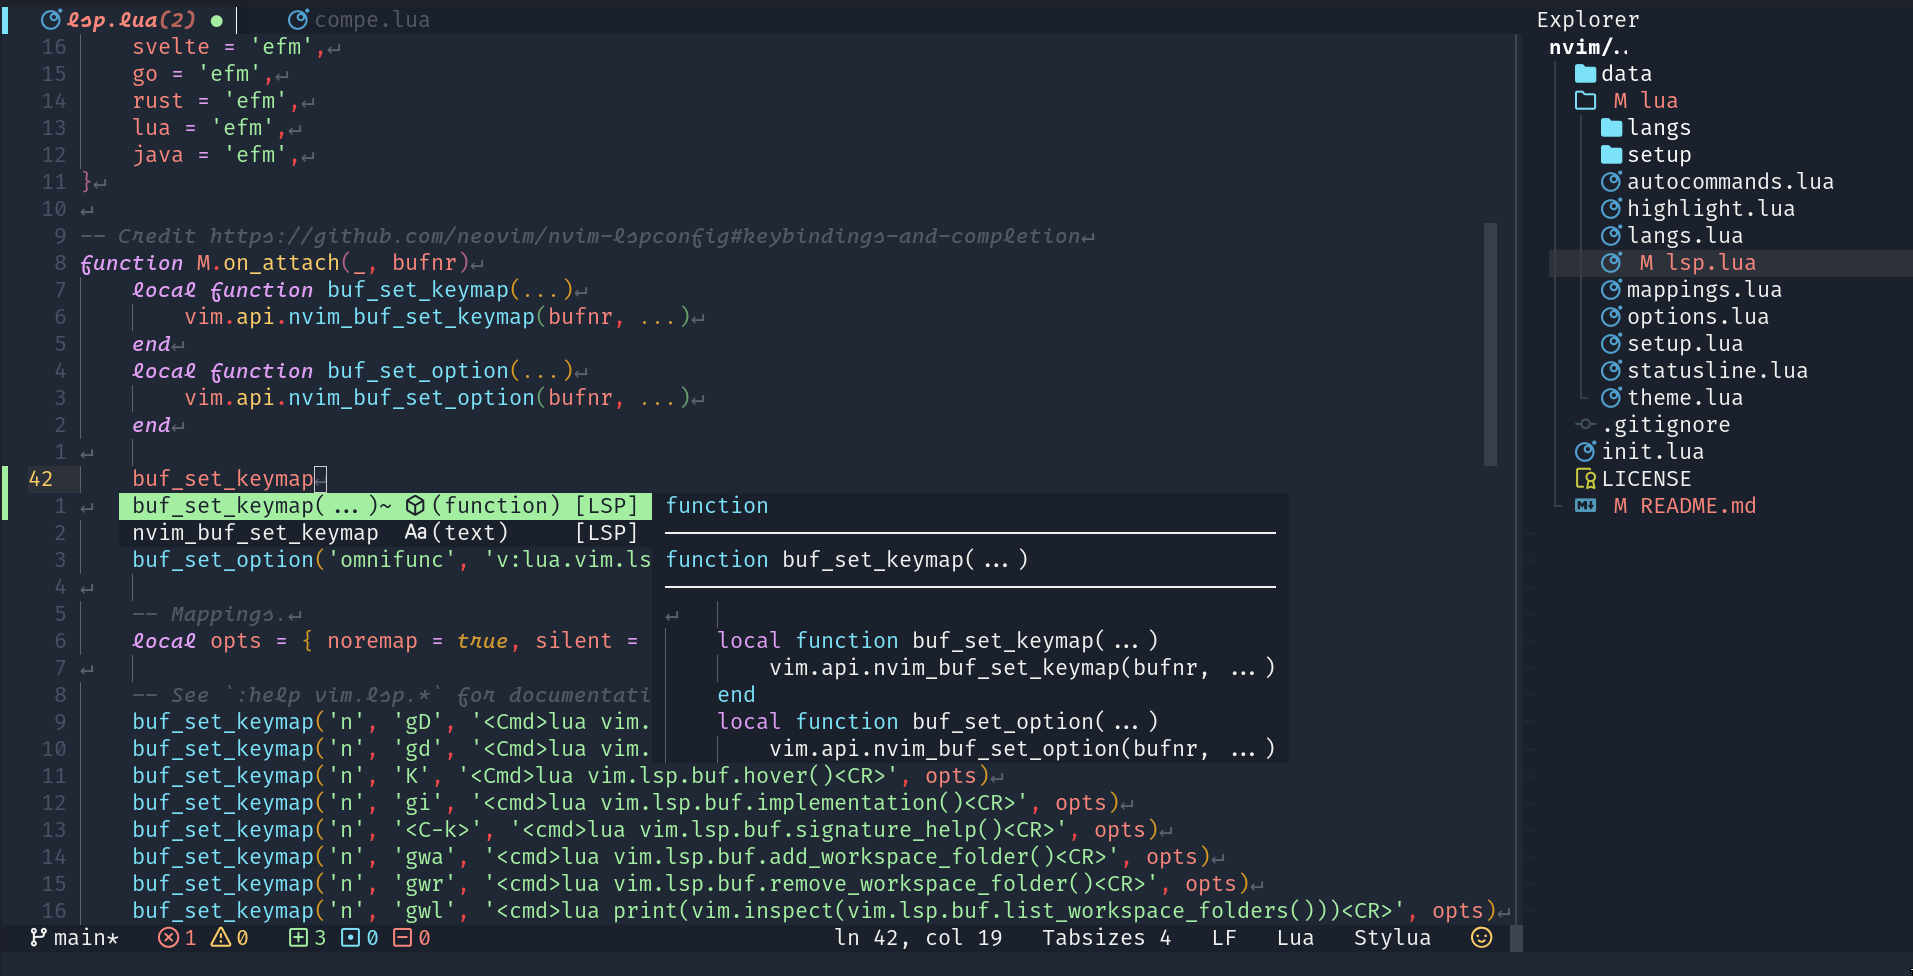 lsp.lua(2) ● compe.lua
16 svelte = 'efm',↵
15 go = 'efm',↵
14 rust = 'efm',↵
13 lua = 'efm',↵
12 java = 'efm',↵
11 }↵
10 ↵
9 -- Credit https://github.com/neovim/nvim-lspconfig#keybindings-and-completion↵
8 function M.on_attach(_, bufnr)↵
7 local function buf_set_keymap(...)↵
6 vim.api.nvim_buf_set_keymap(bufnr, ...)↵
5 end↵
4 local function buf_set_option(...)↵
3 vim.api.nvim_buf_set_option(bufnr, ...)↵
2 end↵
1 ↵
42 buf_set_keymap↵
1 ↵ buf_set_keymap(...)~ (function) [LSP]
2 nvim_buf_set_keymap Aa(text) [LSP]
3 buf_set_option('omnifunc', 'v:lua.vim.ls
4 ↵
5 -- Mappings.↵
6 local opts = { noremap = true, silent =
7 ↵
8 -- See `:help vim.lsp.*` for documentati
9 buf_set_keymap('n', 'gD', '<Cmd>lua vim.
10 buf_set_keymap('n', 'gd', '<Cmd>lua vim.
11 buf_set_keymap('n', 'K', '<Cmd>lua vim.lsp.buf.hover()<CR>', opts)↵
12 buf_set_keymap('n', 'gi', '<cmd>lua vim.lsp.buf.implementation()<CR>', opts)↵
13 buf_set_keymap('n', '<C-k>', '<cmd>lua vim.lsp.buf.signature_help()<CR>', opts)↵
14 buf_set_keymap('n', 'gwa', '<cmd>lua vim.lsp.buf.add_workspace_folder()<CR>', opts)↵
15 buf_set_keymap('n', 'gwr', '<cmd>lua vim.lsp.buf.remove_workspace_folder()<CR>', opts)↵
16 buf_set_keymap('n', 'gwl', '<cmd>lua print(vim.inspect(vim.lsp.buf.list_workspace_folders()))<CR>', opts)↵
function
function buf_set_keymap(...)
↵
local function buf_set_keymap(...)
vim.api.nvim_buf_set_keymap(bufnr, ...)
end
local function buf_set_option(...)
vim.api.nvim_buf_set_option(bufnr, ...)
main* 1 0 3 0 0 ln 42, col 19 Tabsizes 4 LF Lua Stylua
Explorer
nvim/..
data
M lua
langs
setup
autocommands.lua
highlight.lua
langs.lua
M lsp.lua
mappings.lua
options.lua
setup.lua
statusline.lua
theme.lua
.gitignore
init.lua
LICENSE
M README.md